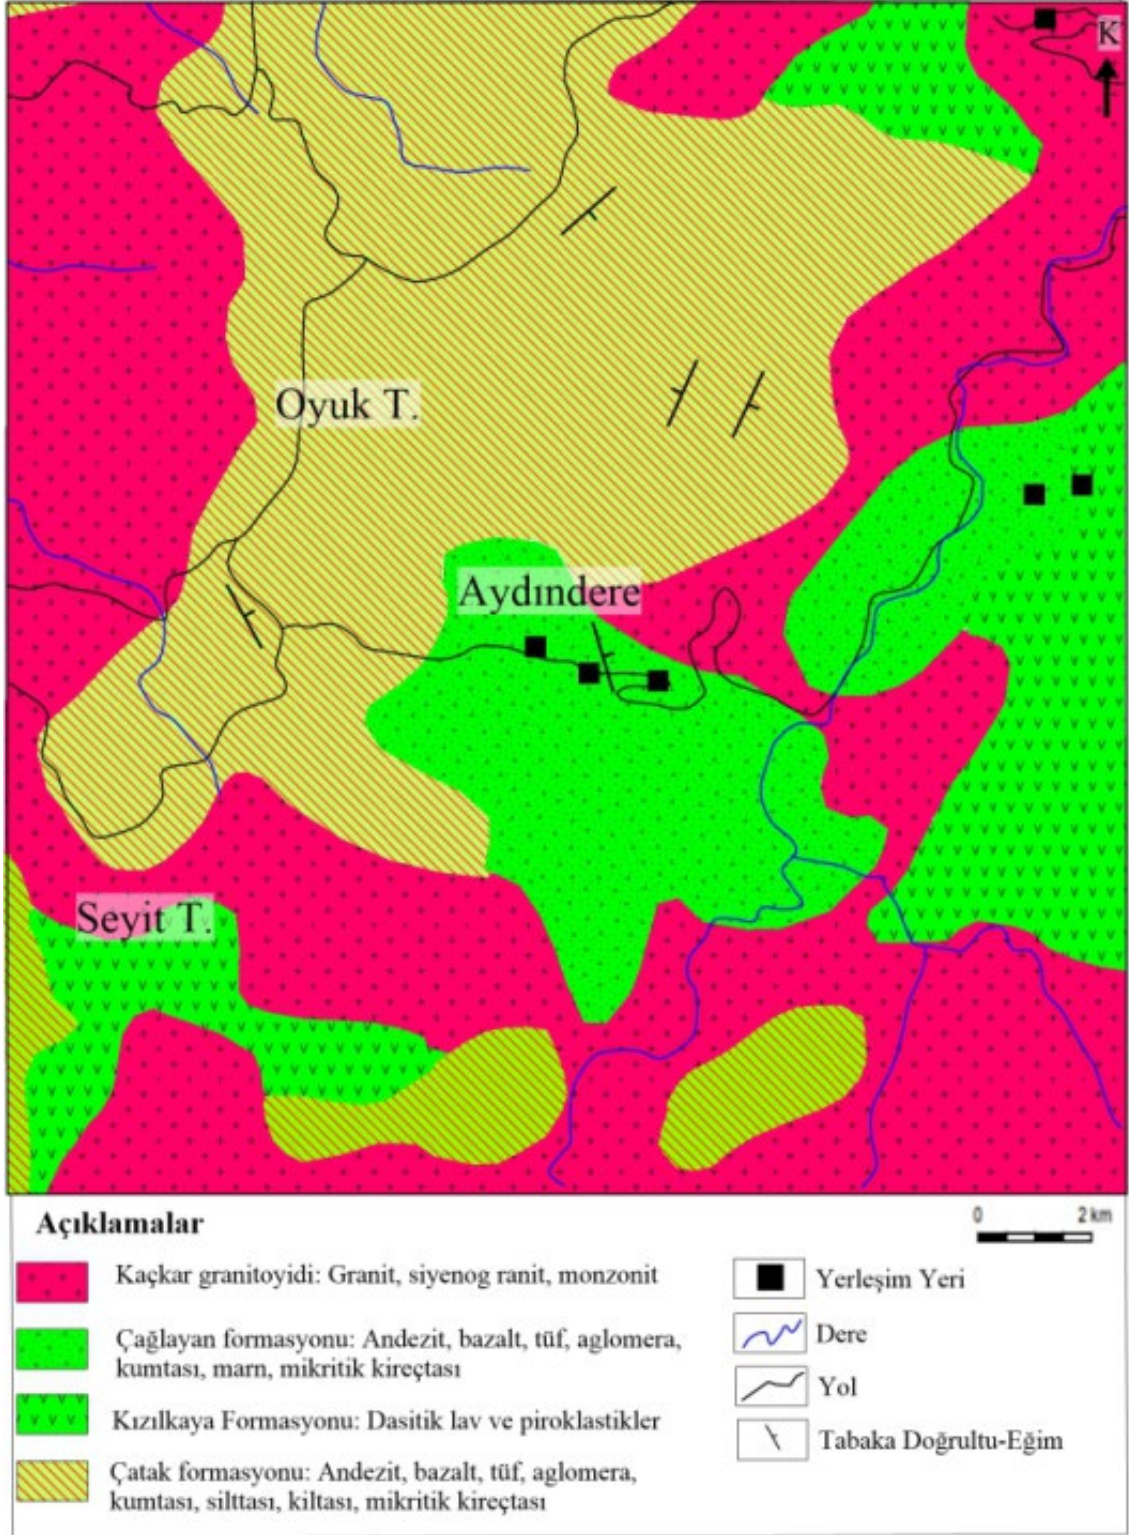 K
Oyuk T.
Aydındere
Seyit T.
Açıklamalar
0 2 km
Kaçkar granitoyidi: Granit, siyenog ranit, monzonit
Çağlayan formasyonu: Andezit, bazalt, tüf, aglomera,
kumtası, marn, mikritik kireçtası
Kızılkaya Formasyonu: Dasitik lav ve piroklastikler
Çatak formasyonu: Andezit, bazalt, tüf, aglomera,
kumtası, silttası, kiltası, mikritik kireçtası
Yerleşim Yeri
Dere
Yol
Tabaka Doğrultu-Eğim